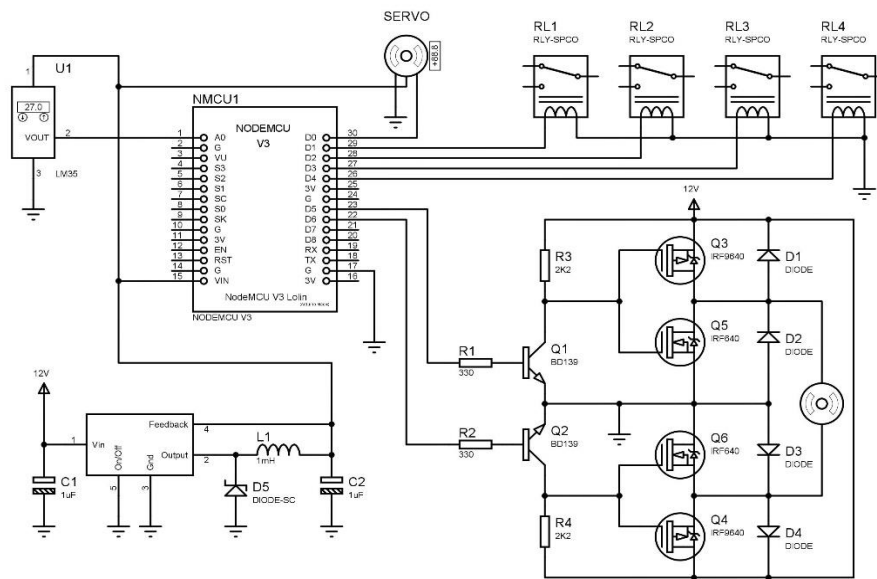 SERVO
+88.8
RL1
RLY-SPCO
RL2
RLY-SPCO
RL3
RLY-SPCO
RL4
RLY-SPCO
1
U1
27.0
VOUT
2
3
LM35
NMCU1
NODEMCU
V3
1 A0
2 G
3 VU
4 S3
5 S2
6 S1
7 SC
8 S0
9 SK
10 G
11 3V
12 EN
13 RST
14 G
15 VIN
D0 30
D1 29
D2 28
D3 27
D4 26
3V 25
G 24
D5 23
D6 22
D7 21
D8 20
RX 19
TX 18
G 17
3V 16
NodeMCU V3 Lolin
NODEMCU V3
12V
R3
2K2
Q3
IRF9640
D1
DIODE
Q5
IRF640
D2
DIODE
R1
330
Q1
BD139
R2
330
Q2
BD139
Q6
IRF640
D3
DIODE
R4
2K2
Q4
IRF9640
D4
DIODE
12V
1
Vin
Feedback
4
Output
2
On/Off
5
Gnd
3
L1
1mH
C1
1uF
D5
DIODE-SC
C2
1uF